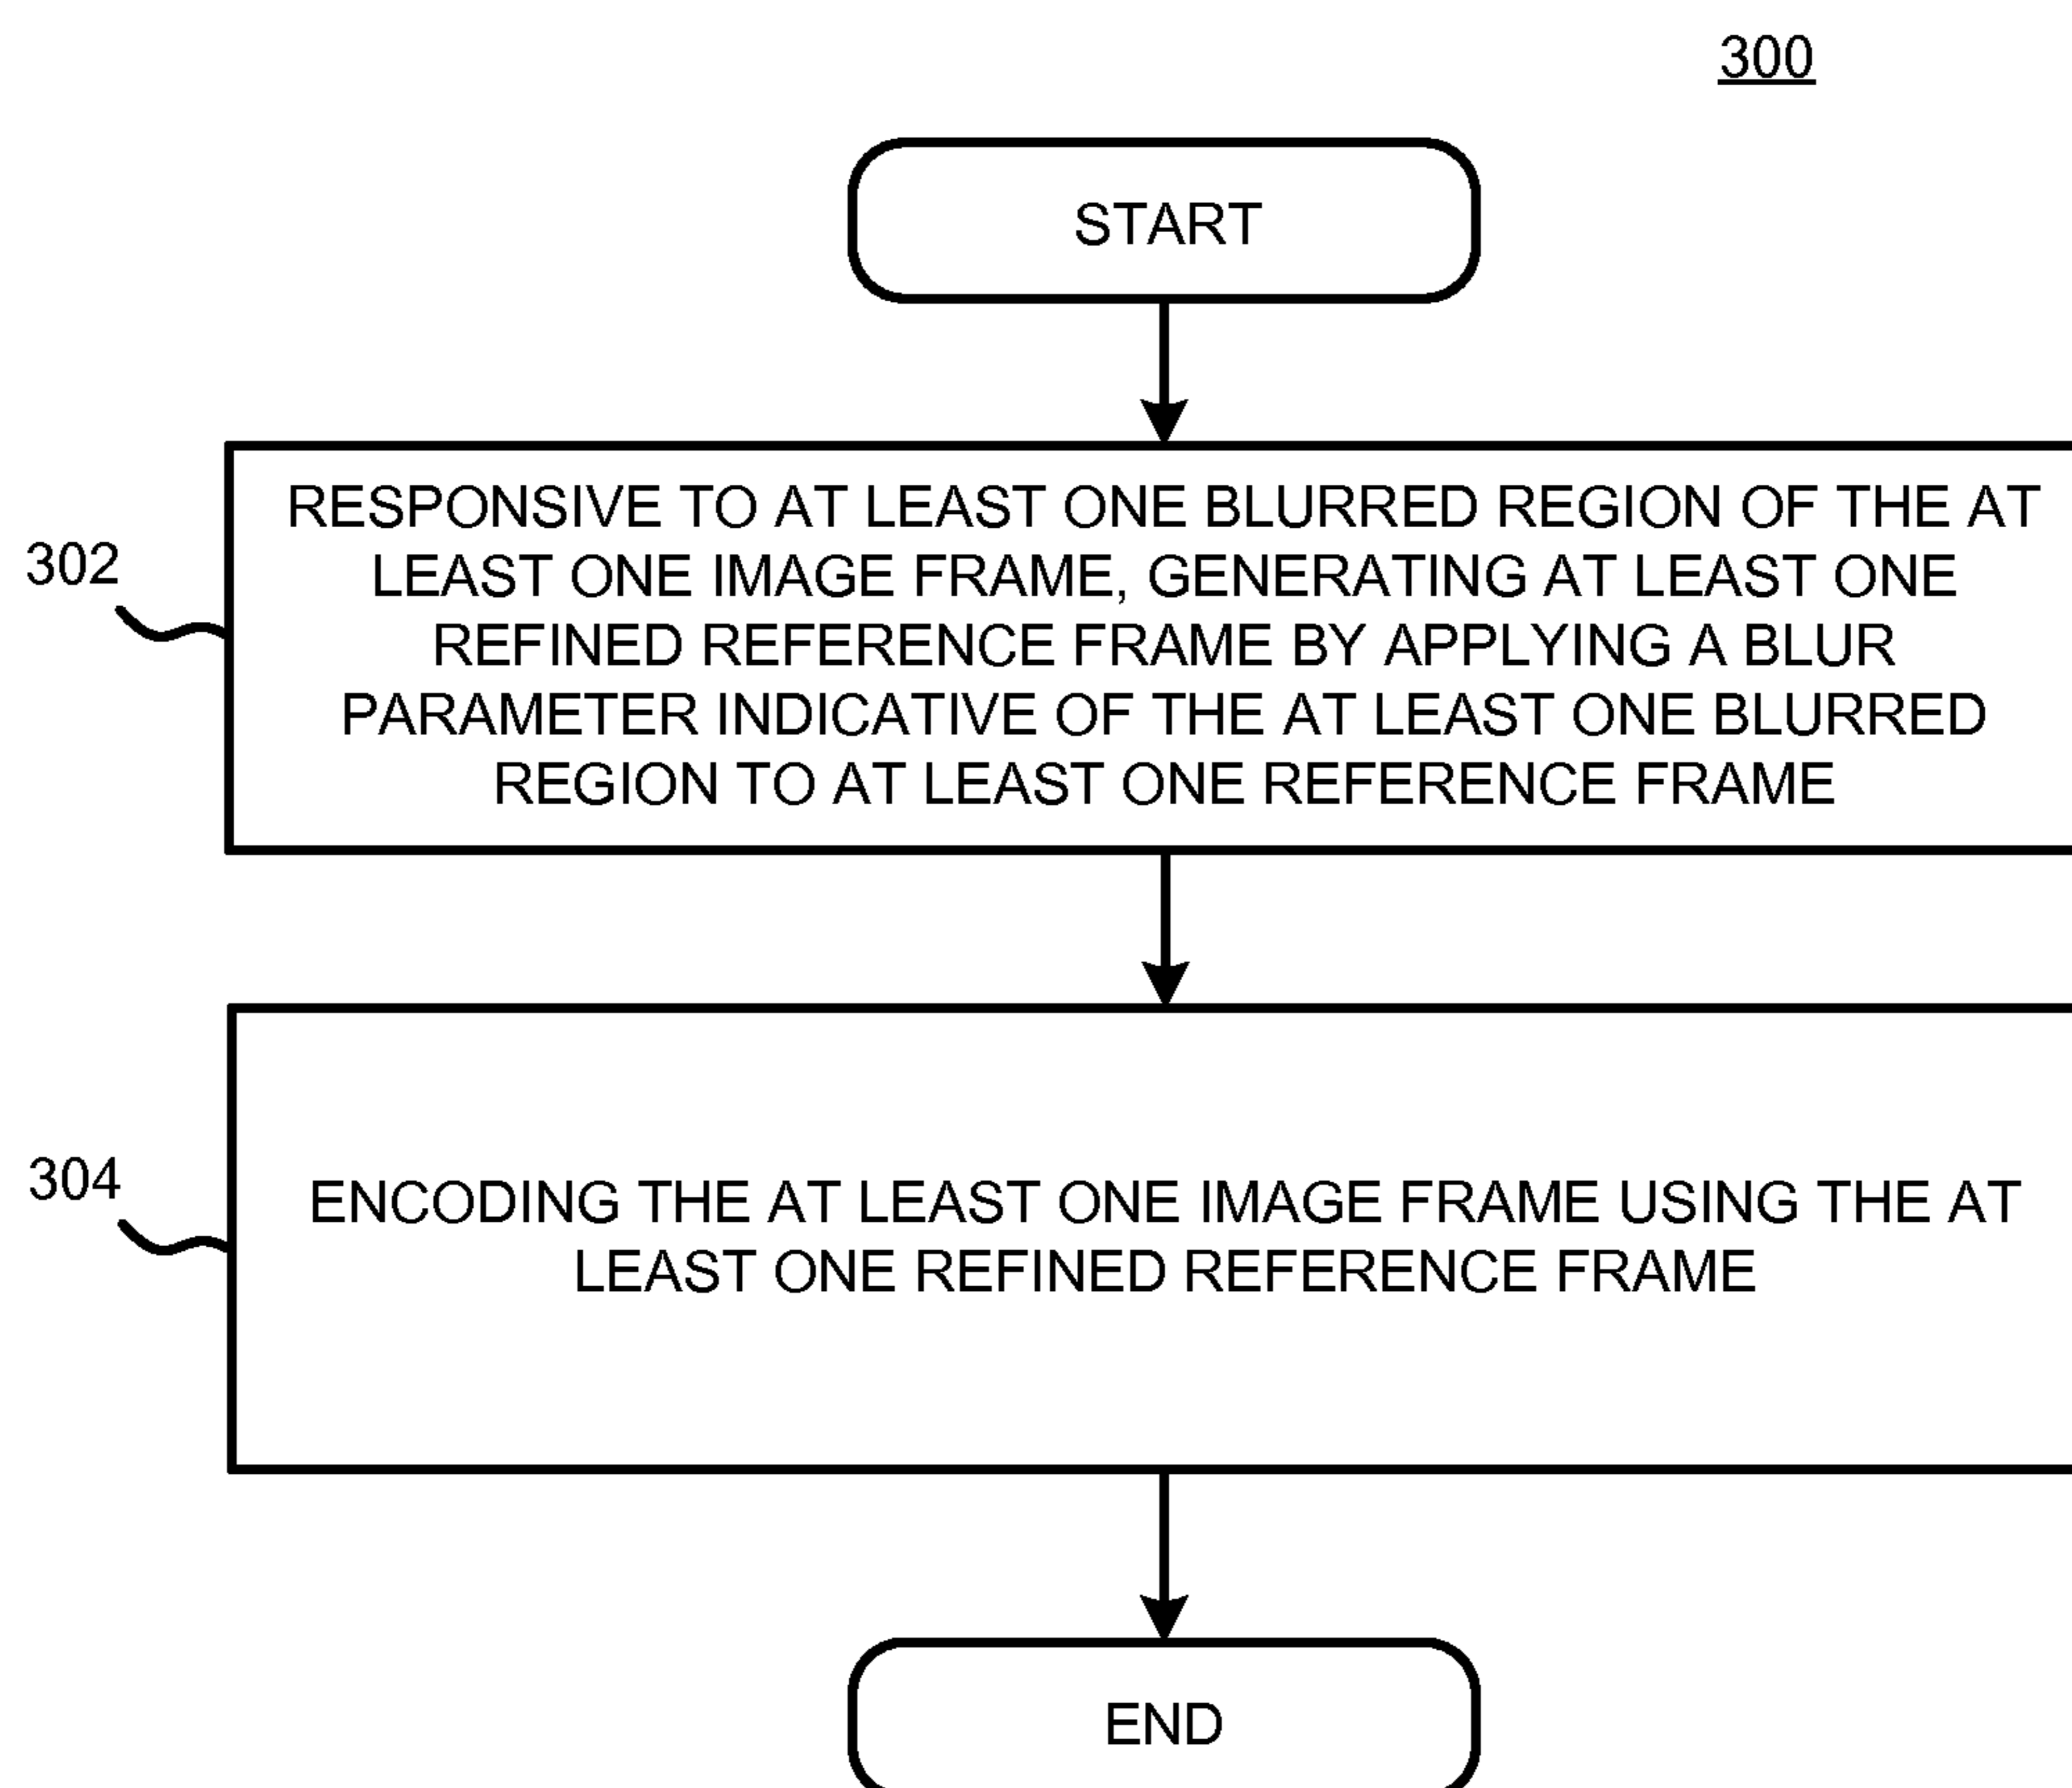 300
START
302
RESPONSIVE TO AT LEAST ONE BLURRED REGION OF THE AT
LEAST ONE IMAGE FRAME, GENERATING AT LEAST ONE
REFINED REFERENCE FRAME BY APPLYING A BLUR
PARAMETER INDICATIVE OF THE AT LEAST ONE BLURRED
REGION TO AT LEAST ONE REFERENCE FRAME
304
ENCODING THE AT LEAST ONE IMAGE FRAME USING THE AT
LEAST ONE REFINED REFERENCE FRAME
END